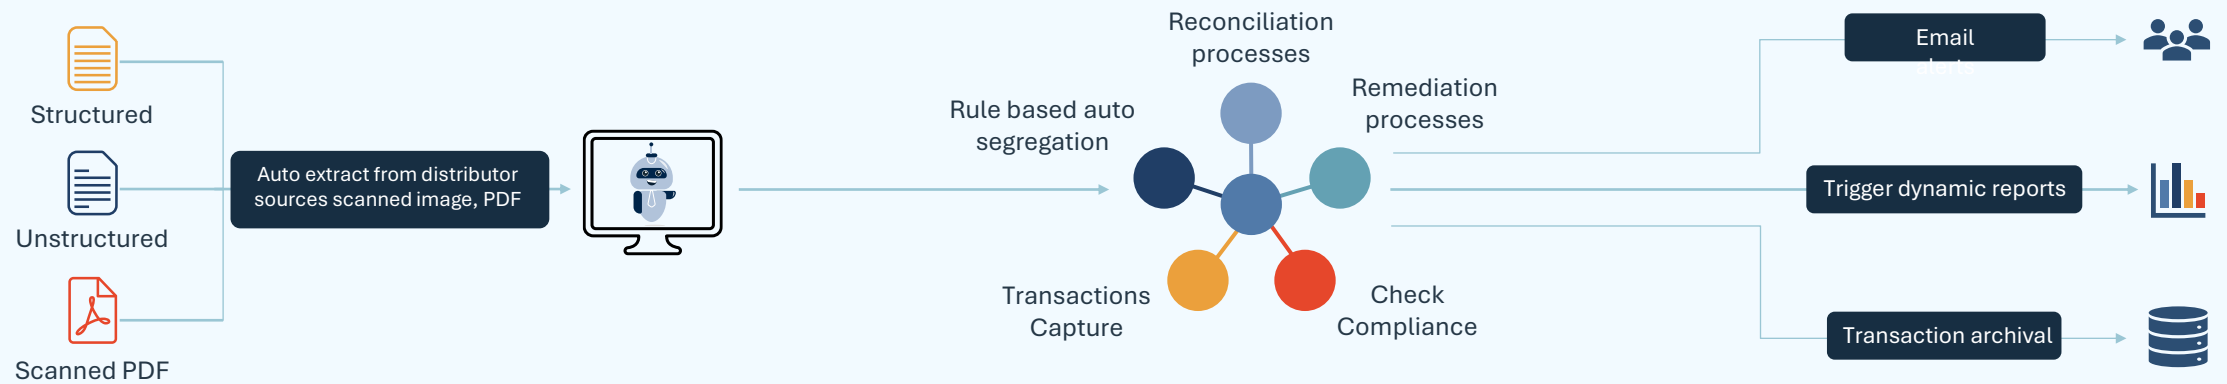 Structured
Unstructured
Scanned PDF
Auto extract from distributor
sources scanned image, PDF
Reconciliation
processes
Rule based auto
segregation
Remediation
processes
Transactions
Capture
Check
Compliance
Email
alerts
Trigger dynamic reports
Transaction archival